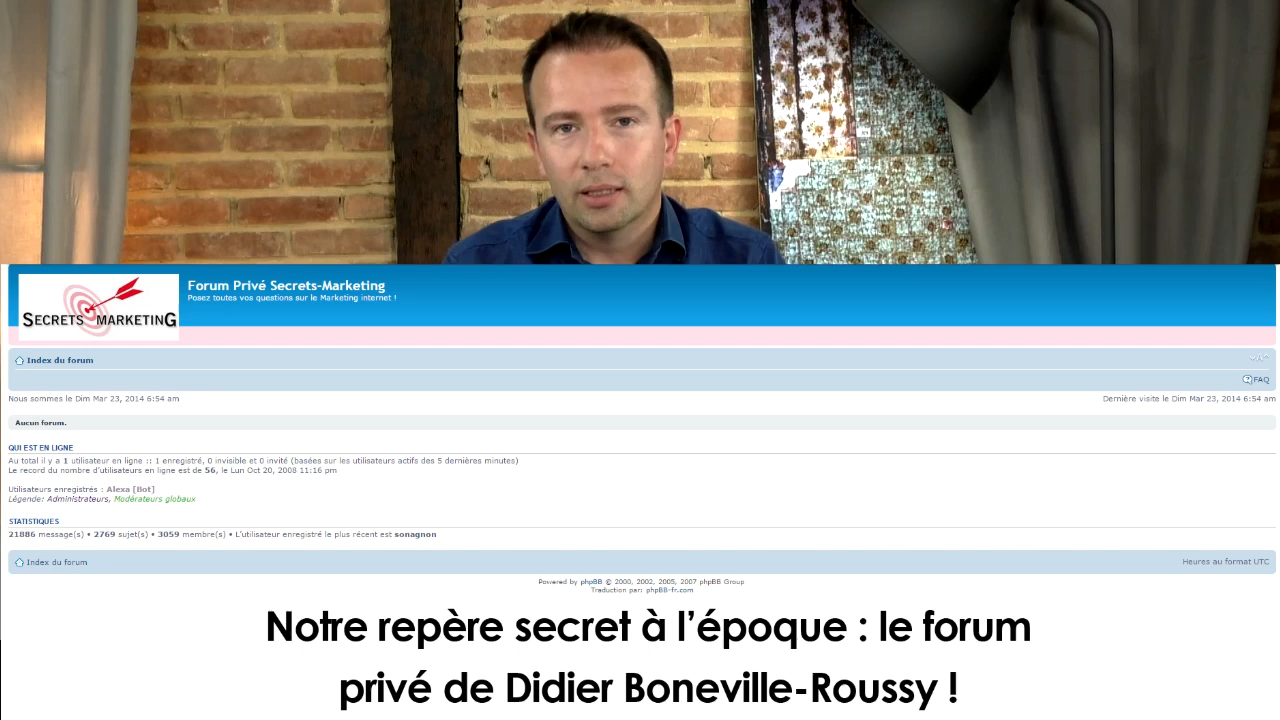 SECRETS MARKETING
Forum Privé Secrets-Marketing
Posez toutes vos questions sur le Marketing internet !
Index du forum
FAQ
Nous sommes le Dim Mar 23, 2014 6:54 am
Dernière visite le Dim Mar 23, 2014 6:54 am
Aucun forum.
QUI EST EN LIGNE
Au total il y a 1 utilisateur en ligne :: 1 enregistré, 0 invisible et 0 invité (basées sur les utilisateurs actifs des 5 dernières minutes)
Le record du nombre d'utilisateurs en ligne est de 56, le Lun Oct 20, 2008 11:16 pm
Utilisateurs enregistrés : Alexa [Bot]
Légende: Administrateurs, Modérateurs globaux
STATISTIQUES
21886 message(s) • 2769 sujet(s) • 3059 membre(s) • L'utilisateur enregistré le plus récent est sonagnon
Index du forum
Heures au format UTC
Powered by phpBB © 2000, 2002, 2005, 2007 phpBB Group
Traduction par: phpBB-fr.com
Notre repère secret à l'époque : le forum
privé de Didier Boneville-Roussy !